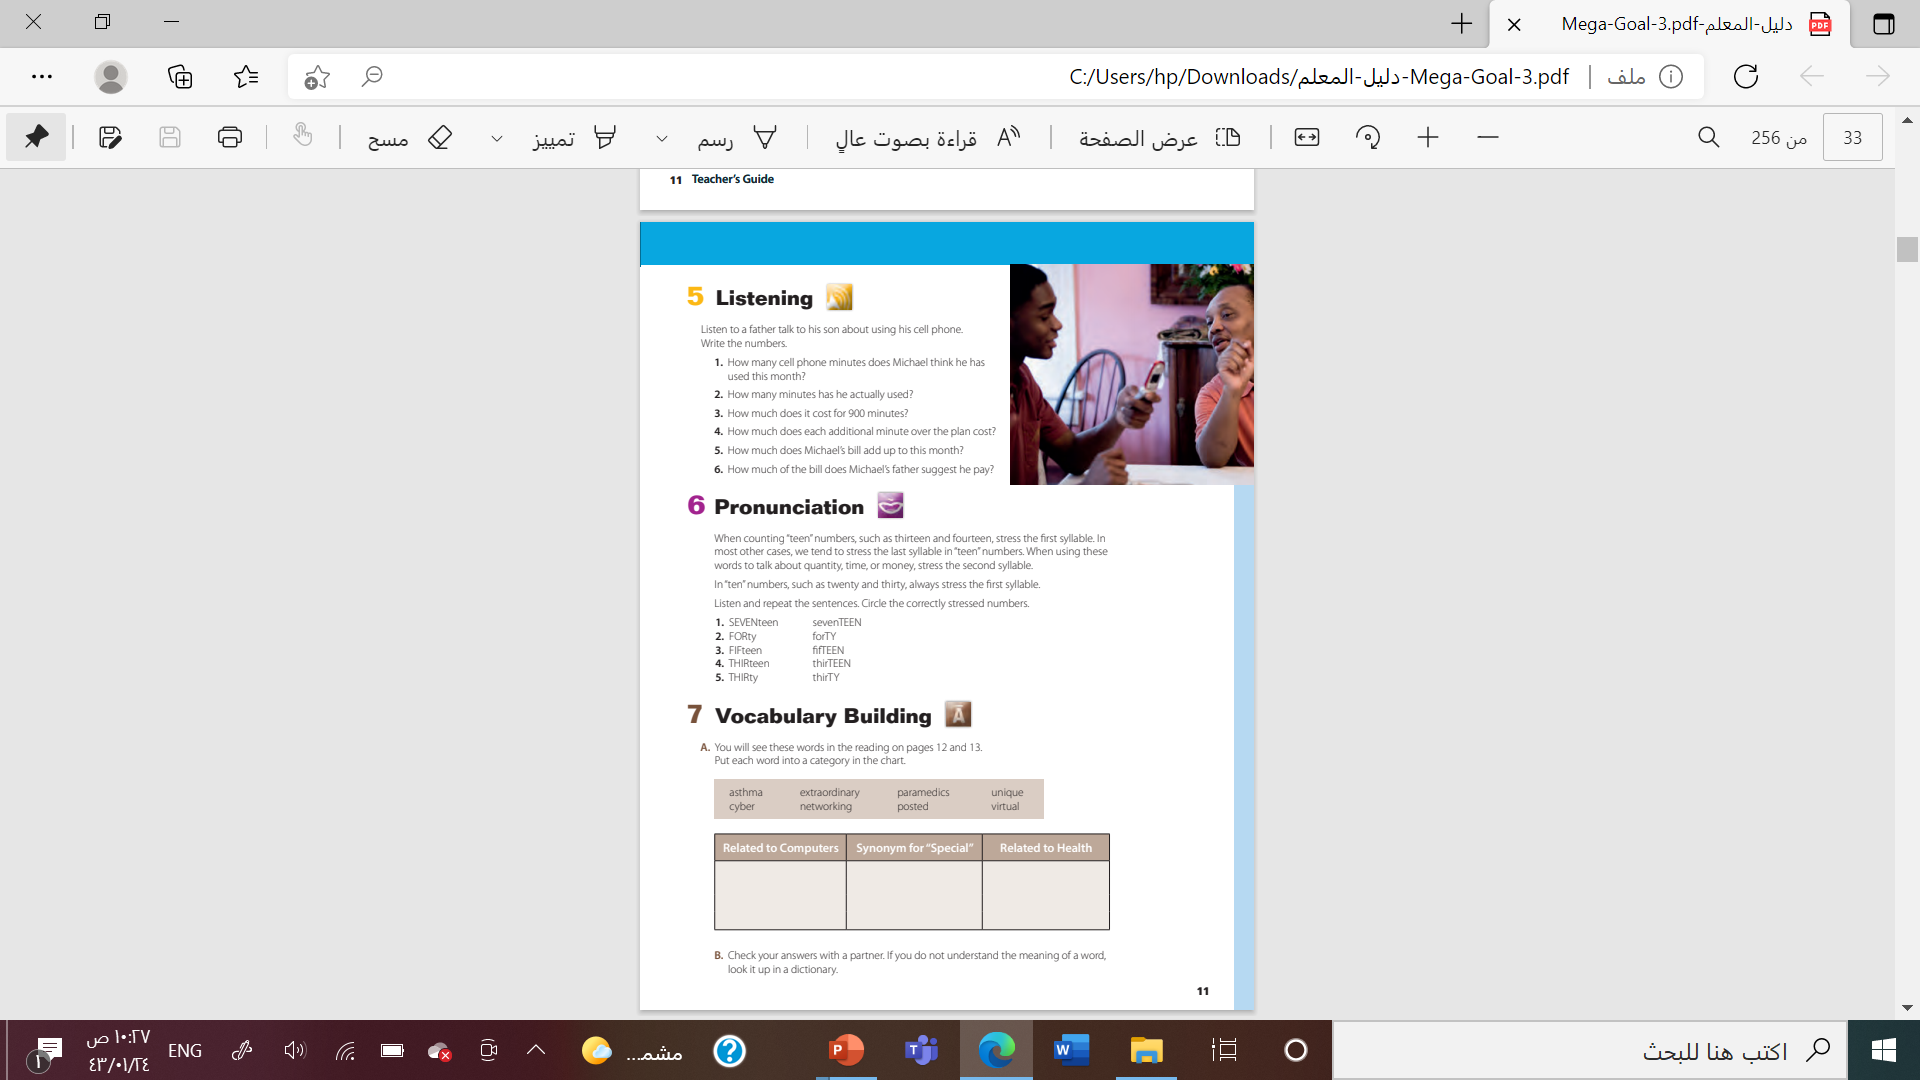 دليل-المعلم-Mega-Goal-3.pdf
C:/Users/hp/Downloads/دليل-المعلم-Mega-Goal-3.pdf
ملف
مسح
تمييز
رسم
قراءة بصوت عالٍ
عرض الصفحة
من 256
33
11 Teacher's Guide
5 Listening
Listen to a father talk to his son about using his cell phone.
Write the numbers.
1. How many cell phone minutes does Michael think he has
used this month?
2. How many minutes has he actually used?
3. How much does it cost for 900 minutes?
4. How much does each additional minute over the plan cost?
5. How much does Michael's bill add up to this month?
6. How much of the bill does Michael's father suggest he pay?
6 Pronunciation
When counting "teen" numbers, such as thirteen and fourteen, stress the first syllable. In
most other cases, we tend to stress the last syllable in "teen" numbers. When using these
words to talk about quantity, time, or money, stress the second syllable.
In "ten" numbers, such as twenty and thirty, always stress the first syllable.
Listen and repeat the sentences. Circle the correctly stressed numbers.
1. SEVENteen sevenTEEN
2. FORty forTY
3. FIFteen fifTEEN
4. THIRteen thirTEEN
5. THIRty thirTY
7 Vocabulary Building
A. You will see these words in the reading on pages 12 and 13.
Put each word into a category in the chart.
asthma extraordinary paramedics unique
cyber networking posted virtual
Related to Computers Synonym for "Special" Related to Health
B. Check your answers with a partner. If you do not understand the meaning of a word,
look it up in a dictionary.
11
١٠:٢٧ ص
٤٣/٠١/٢٤
ENG
مشمـ...
اكتب هنا للبحث